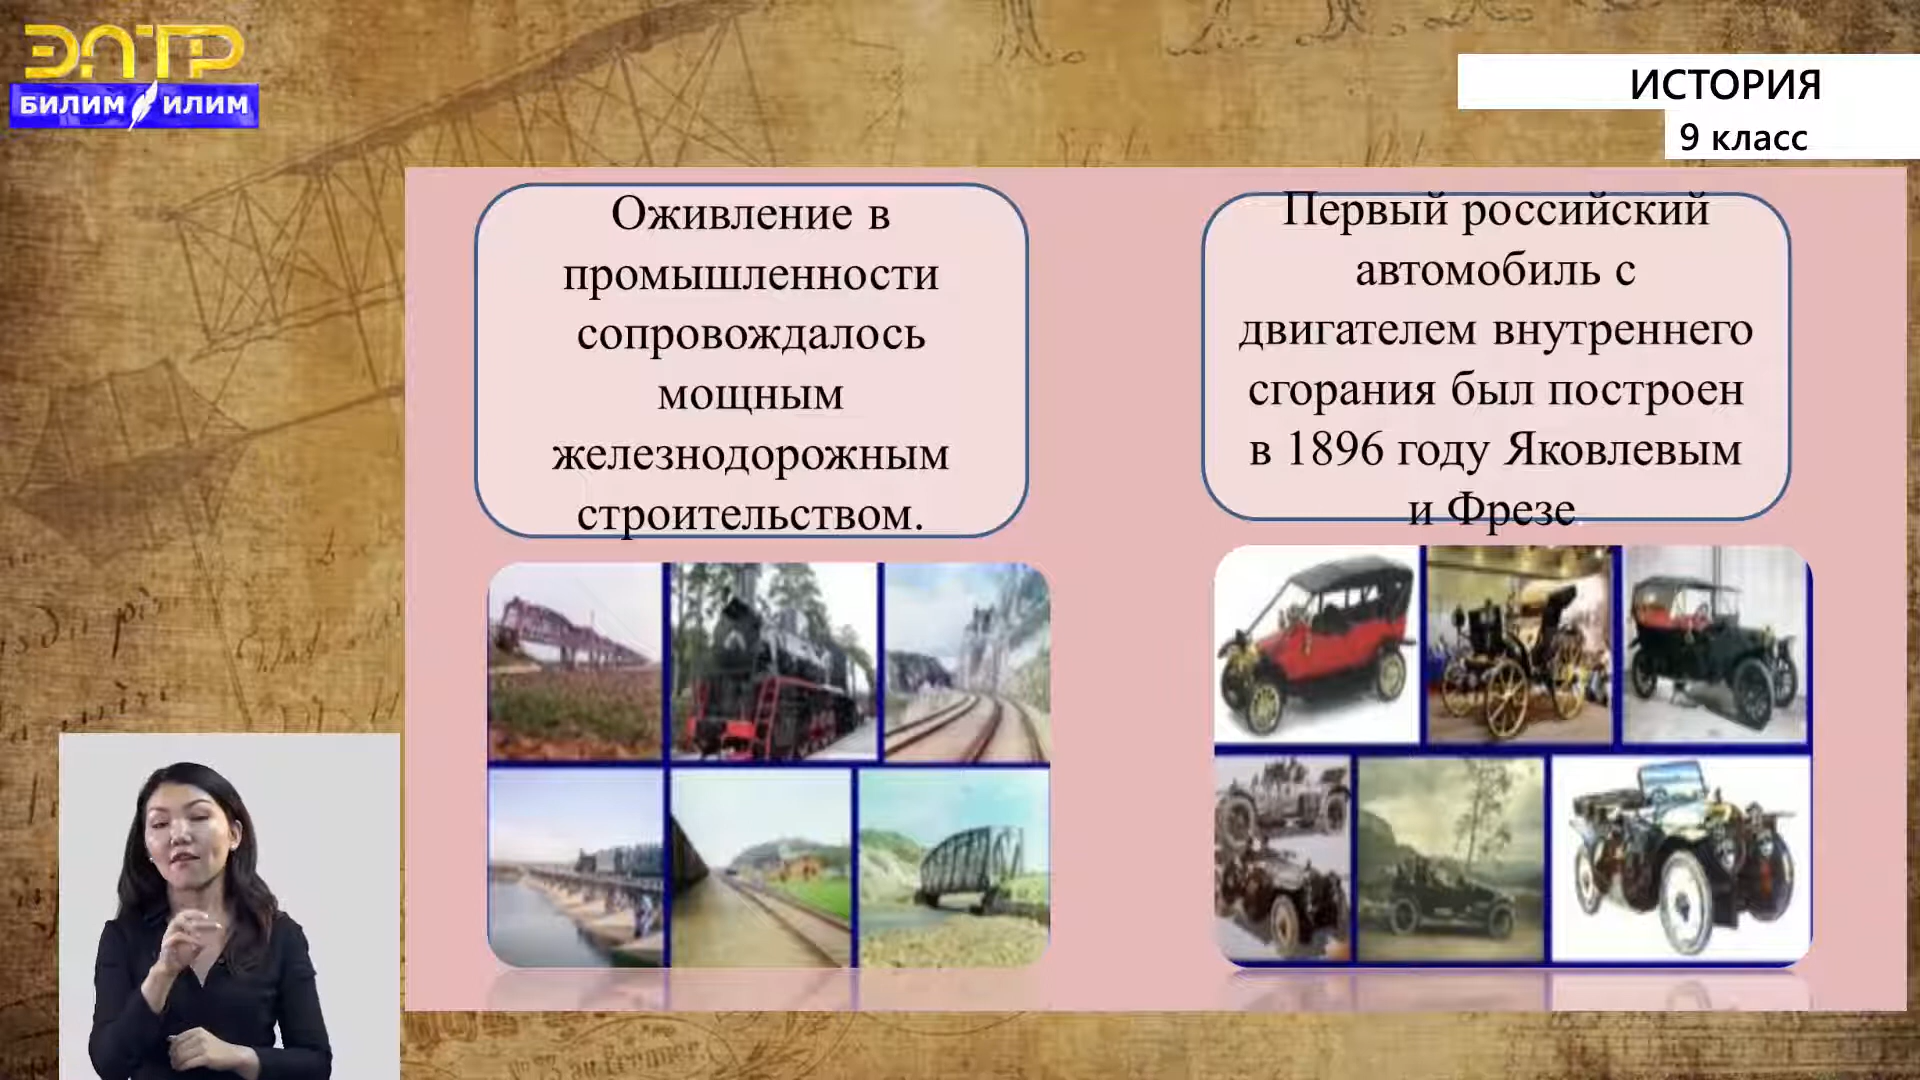 ЭЛТР
БИЛИМ ИЛИМ
ИСТОРИЯ
9 класс
Оживление в
промышленности
сопровождалось
мощным
железнодорожным
строительством.
Первый российский
автомобиль с
двигателем внутреннего
сгорания был построен
в 1896 году Яковлевым
и Фрезе